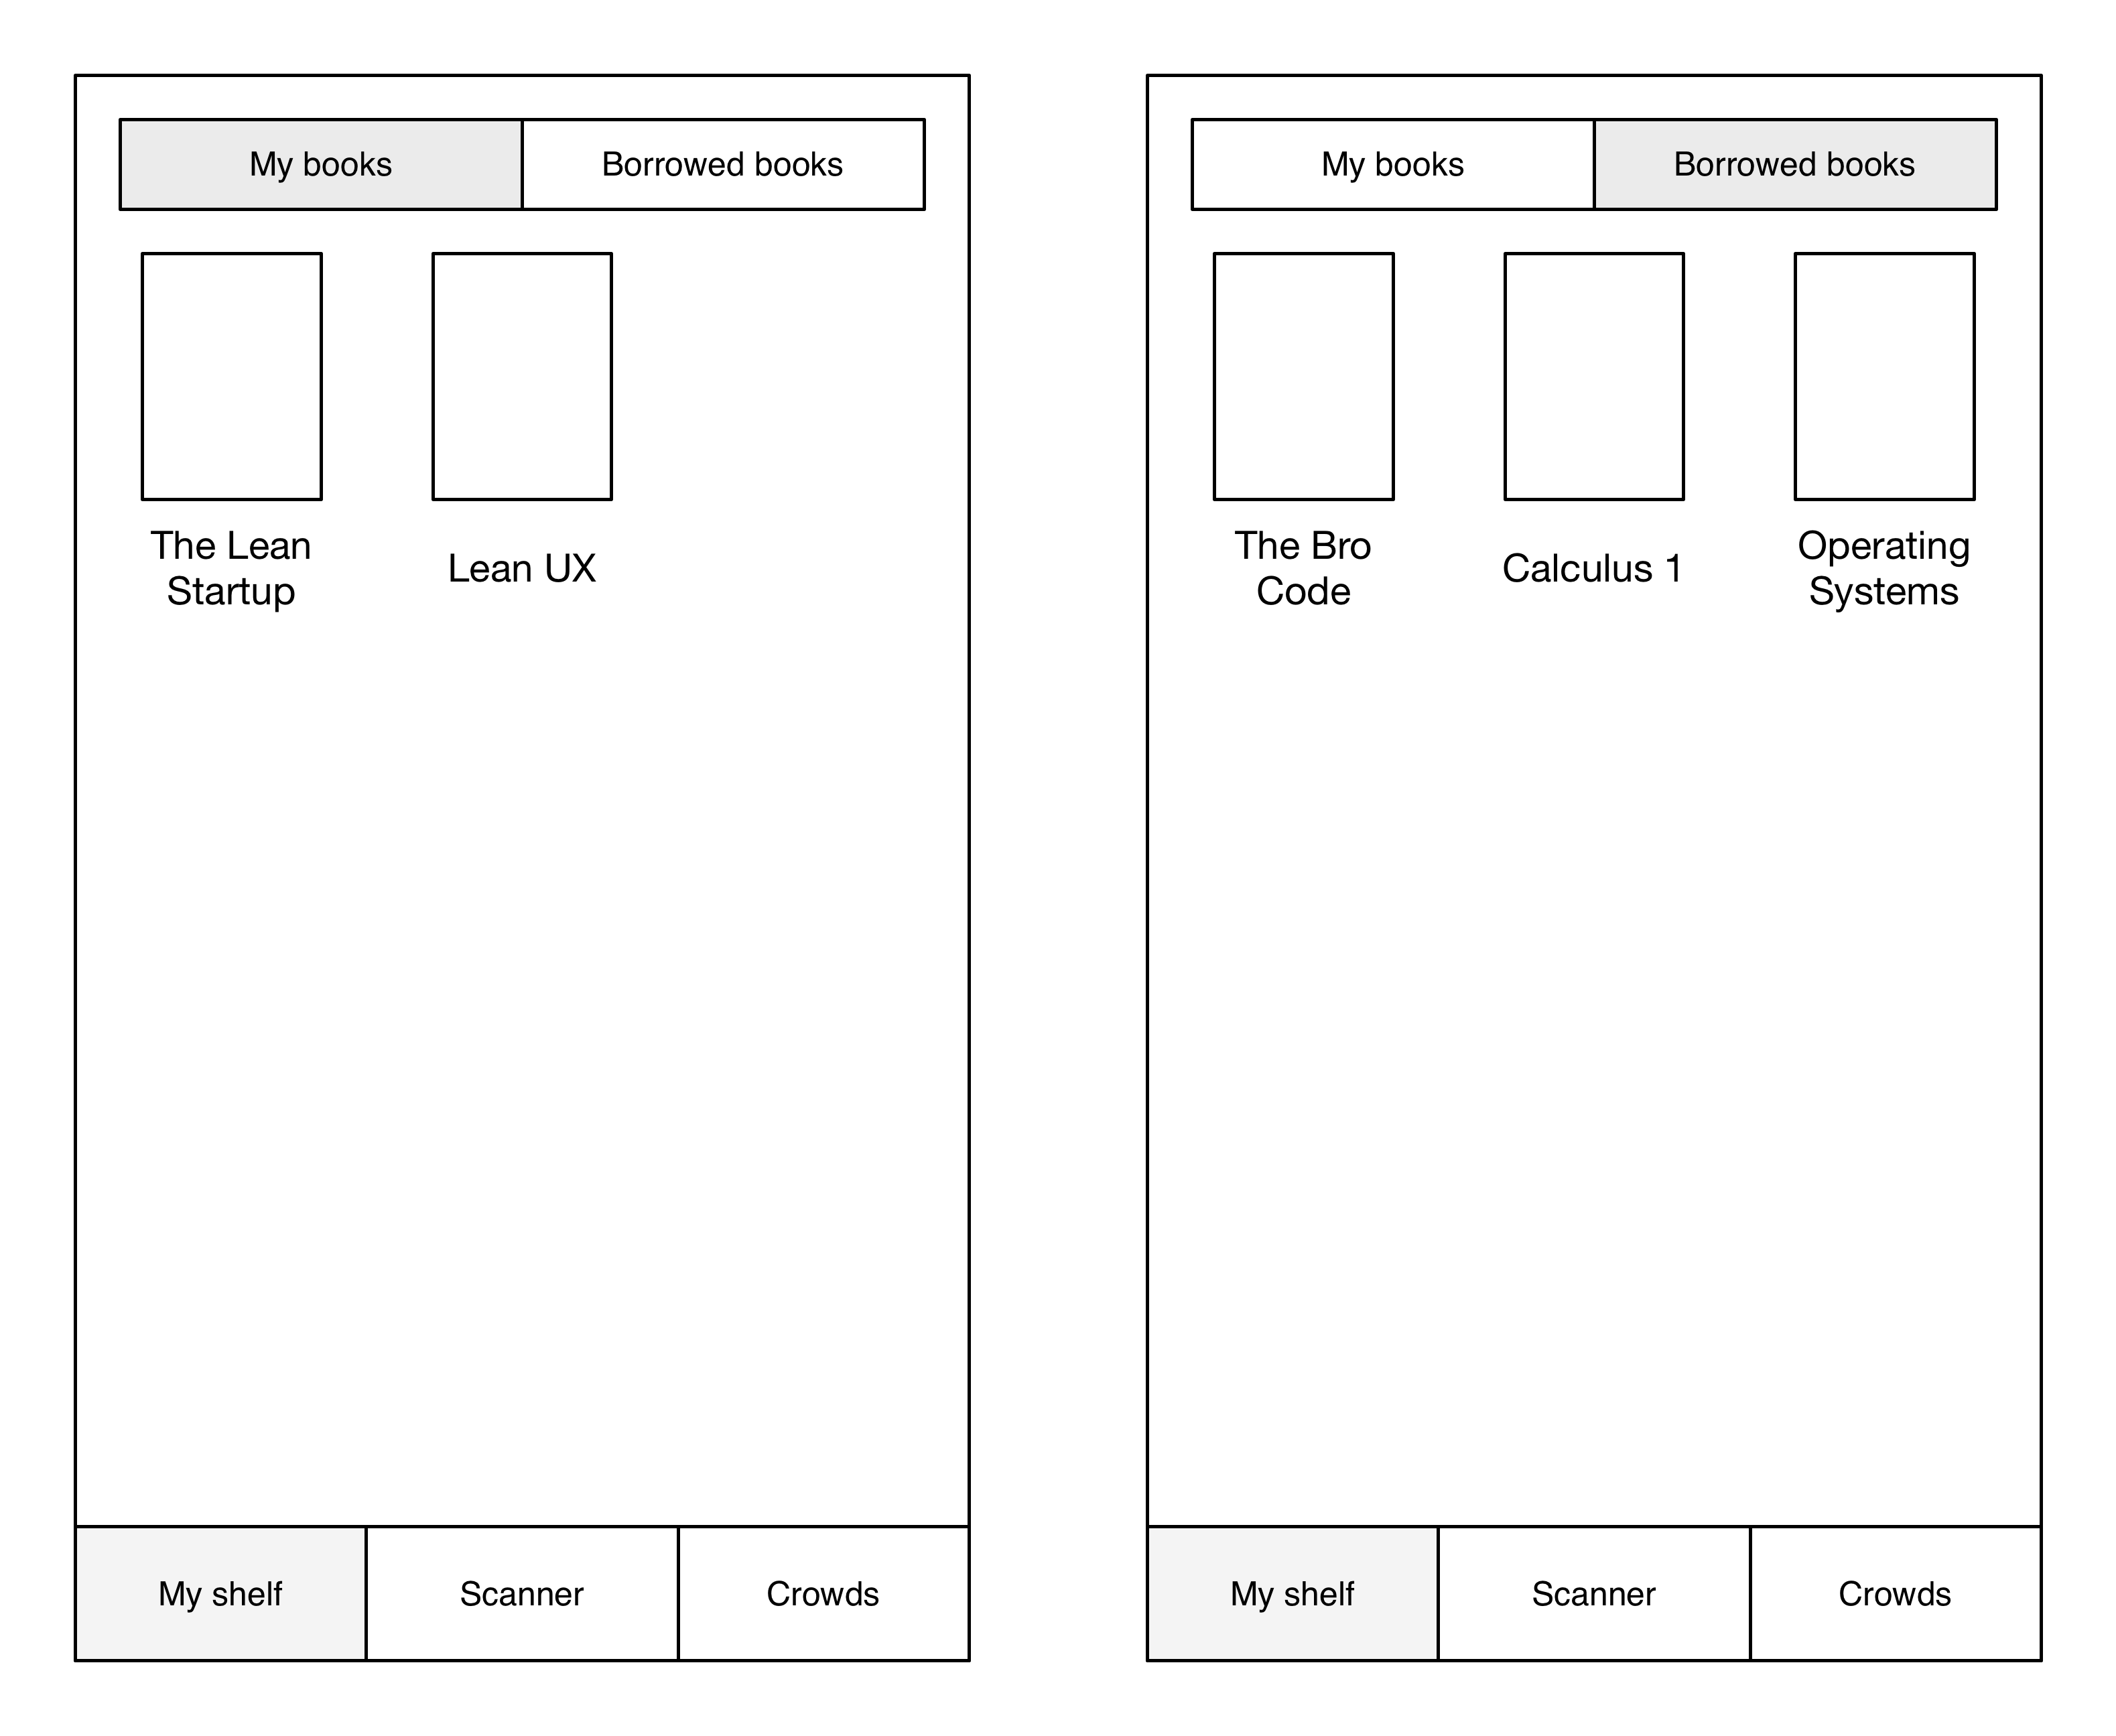 My books
Borrowed books
The Lean
Startup
Lean UX
My shelf
Scanner
Crowds
My books
Borrowed books
The Bro
Code
Calculus 1
Operating
Systems
My shelf
Scanner
Crowds